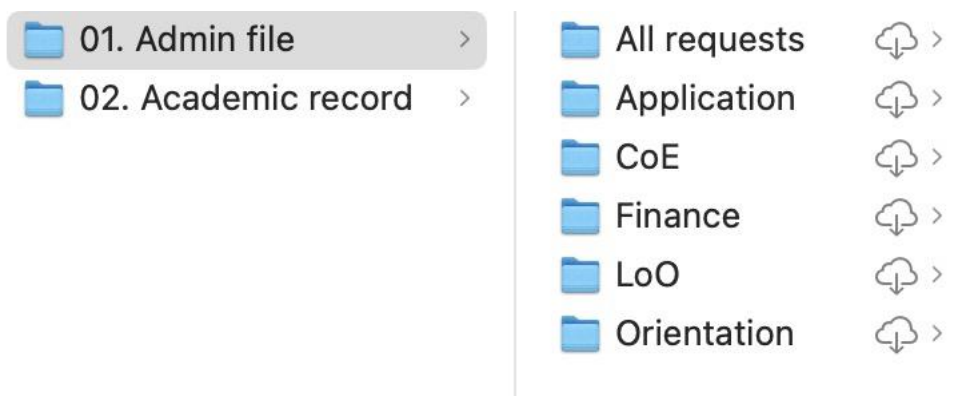 01. Admin file
02. Academic record
All requests
Application
CoE
Finance
LoO
Orientation